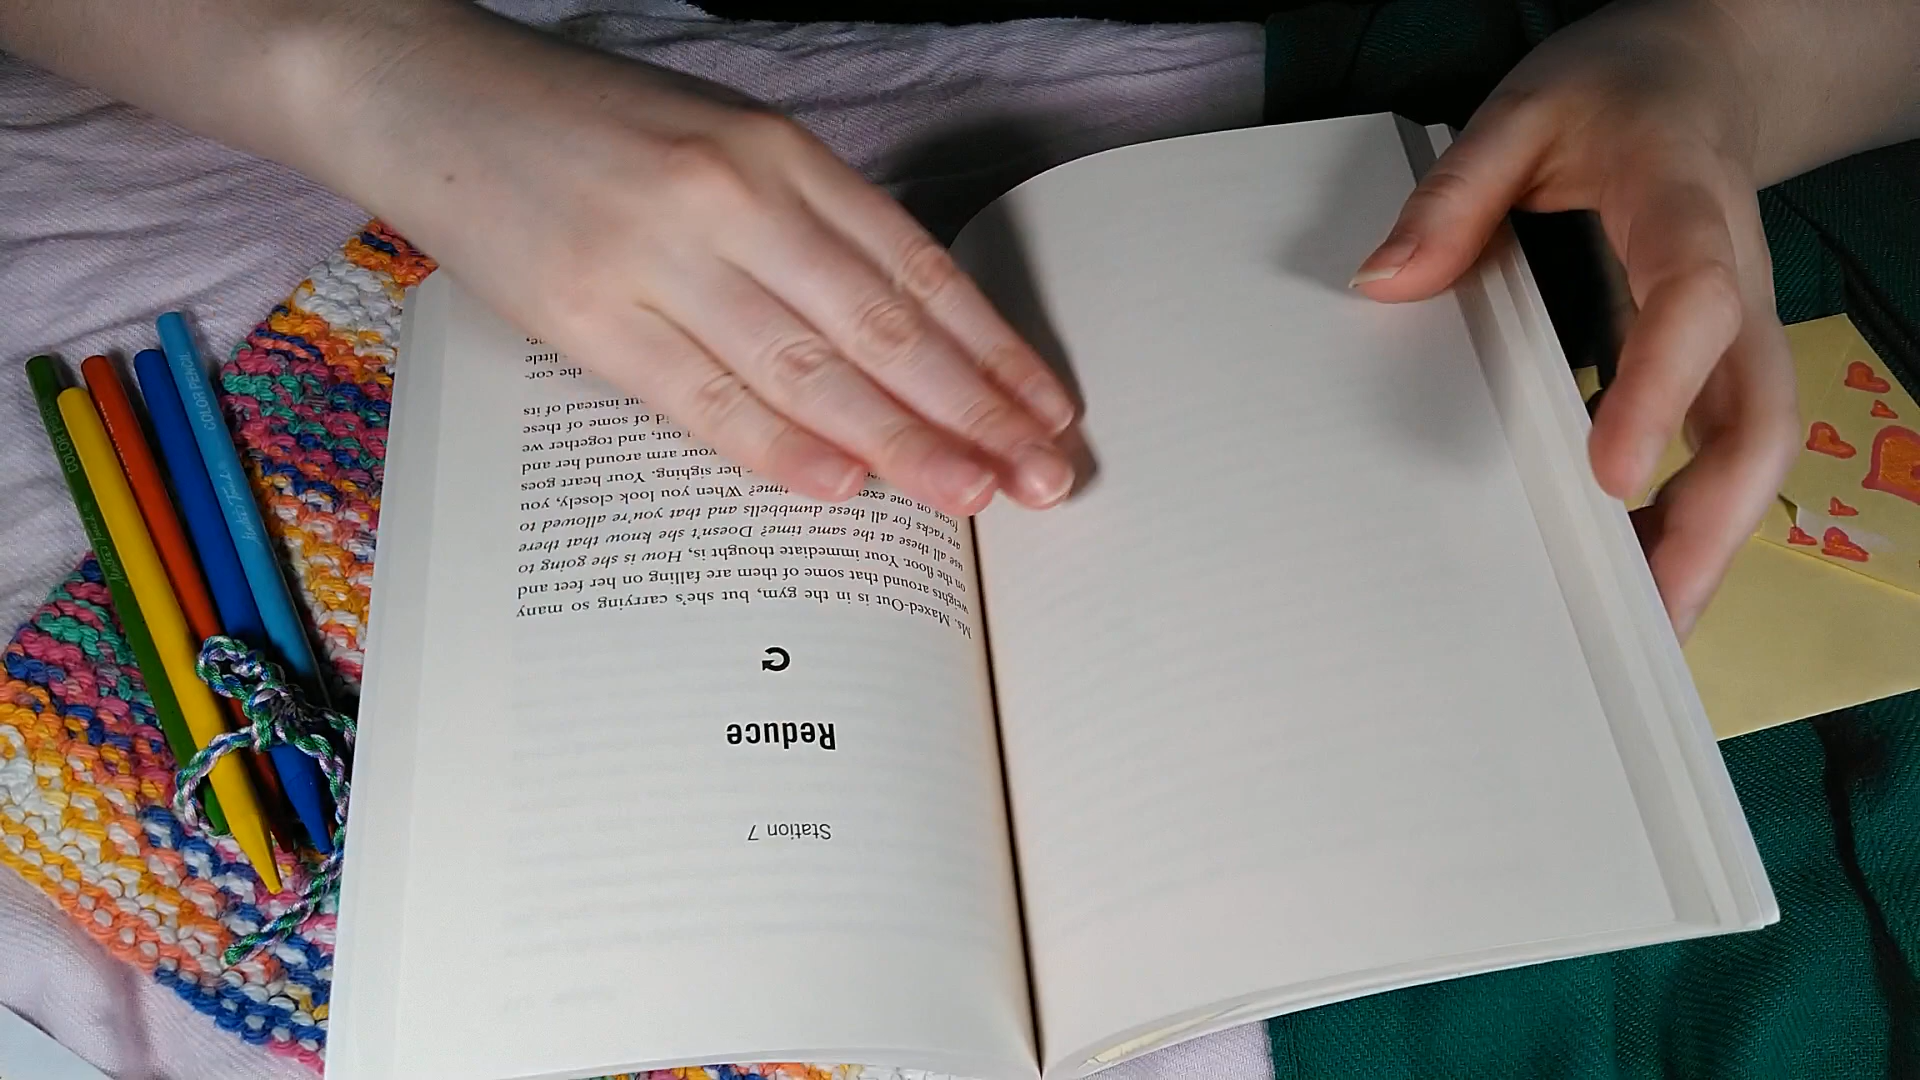 Station 7
Reduce
Ms. Maxed-Out is in the gym, but she's carrying so many
weights around that some of them are falling on her feet and
on the floor. Your immediate thought is, How is she going to
use all these at the same time? Doesn't she know that there
are racks for all these dumbbells and that you're allowed to
focus on one time? When you look closely, you
her sighing. Your heart goes
your arm around her and
out, and together we
of some of these
instead of its
the cor-
little
COLOR PENCIL